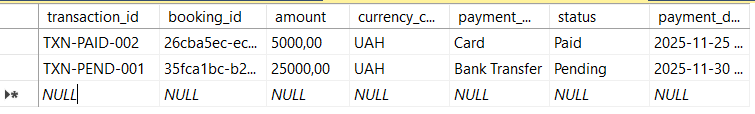 transaction_id booking_id amount currency_c... payment_... status payment_d...
TXN-PAID-002 26cba5ec-ec... 5000,00 UAH Card Paid 2025-11-25 ...
TXN-PEND-001 35fca1bc-b2... 25000,00 UAH Bank Transfer Pending 2025-11-30 ...
NULL NULL NULL NULL NULL NULL NULL